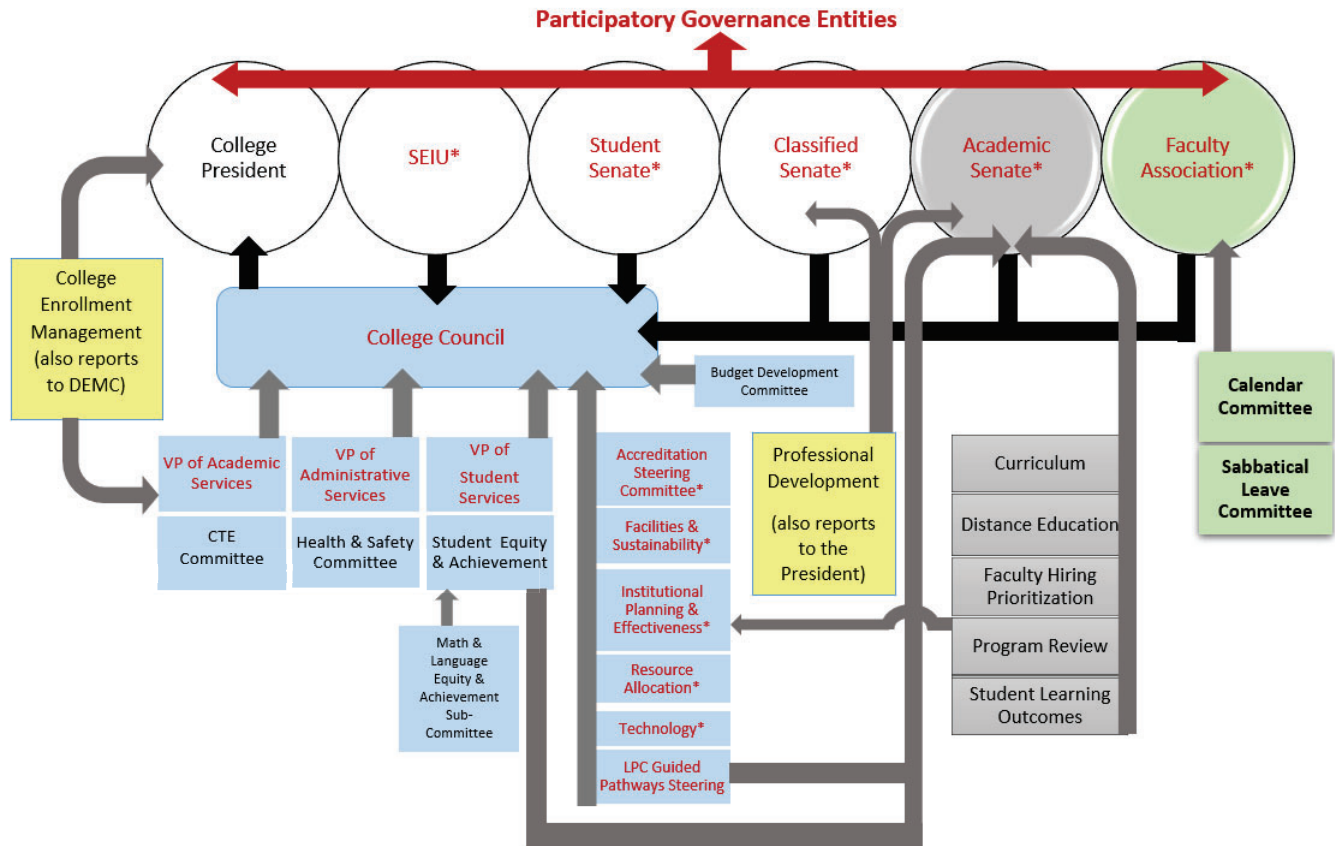 Participatory Governance Entities
College
President
SEIU*
Student
Senate*
Classified
Senate*
Academic
Senate*
Faculty
Association*
College
Enrollment
Management
(also reports
to DEMC)
College Council
Budget Development
Committee
VP of Academic
Services
CTE
Committee
VP of
Administrative
Services
Health & Safety
Committee
VP of
Student
Services
Student Equity
& Achievement
Math &
Language
Equity &
Achievement
Sub-
Committee
Accreditation
Steering
Committee*
Facilities &
Sustainability*
Institutional
Planning &
Effectiveness*
Resource
Allocation*
Technology*
LPC Guided
Pathways Steering
Professional
Development
(also reports
to the
President)
Curriculum
Distance Education
Faculty Hiring
Prioritization
Program Review
Student Learning
Outcomes
Calendar
Committee
Sabbatical
Leave
Committee